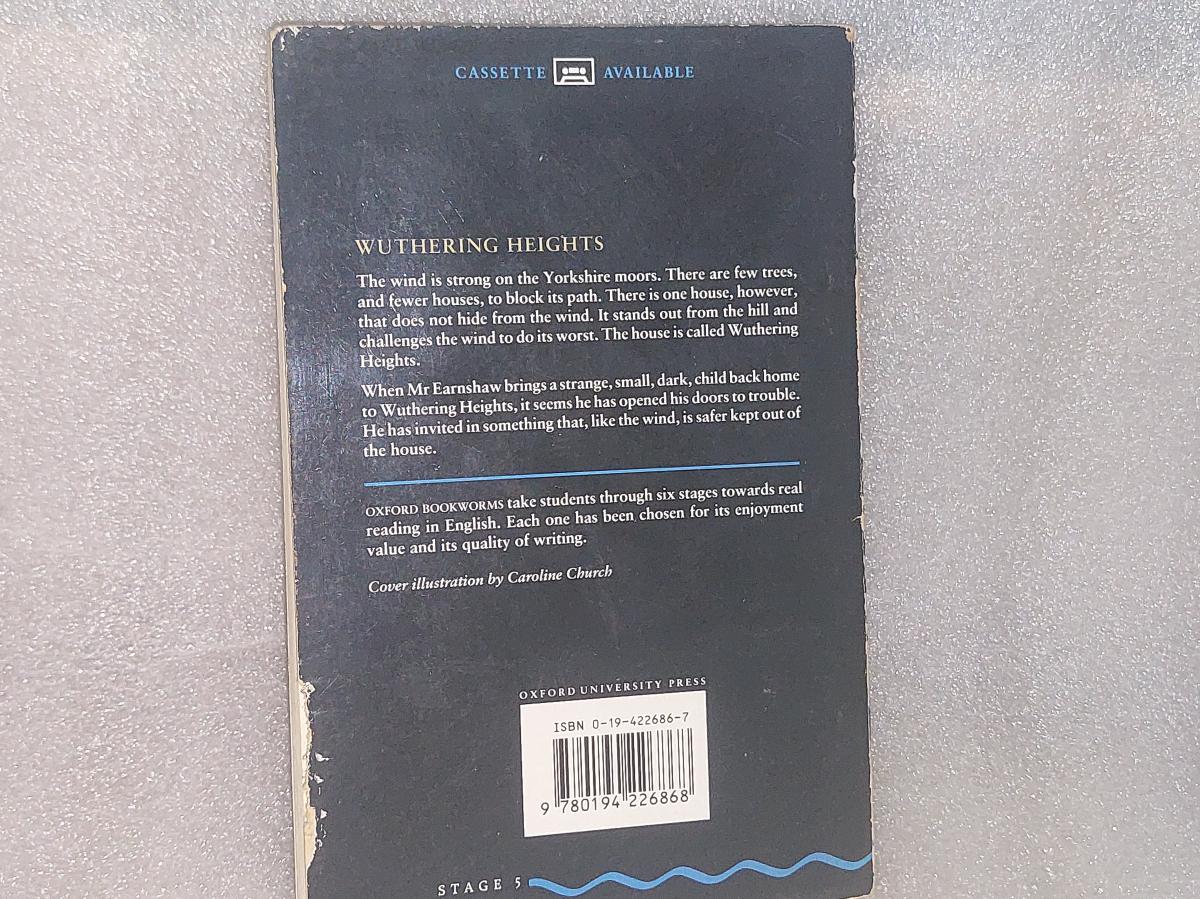 CASSETTE AVAILABLE
WUTHERING HEIGHTS
The wind is strong on the Yorkshire moors. There are few trees,
and fewer houses, to block its path. There is one house, however,
that does not hide from the wind. It stands out from the hill and
challenges the wind to do its worst. The house is called Wuthering
Heights.
When Mr Earnshaw brings a strange, small, dark, child back home
to Wuthering Heights, it seems he has opened his doors to trouble.
He has invited in something that, like the wind, is safer kept out of
the house.
OXFORD BOOKWORMS take students through six stages towards real
reading in English. Each one has been chosen for its enjoyment
value and its quality of writing.
Cover illustration by Caroline Church
OXFORD UNIVERSITY PRESS
ISBN 0-19-422686-7
9 780194 226868
STAGE 5